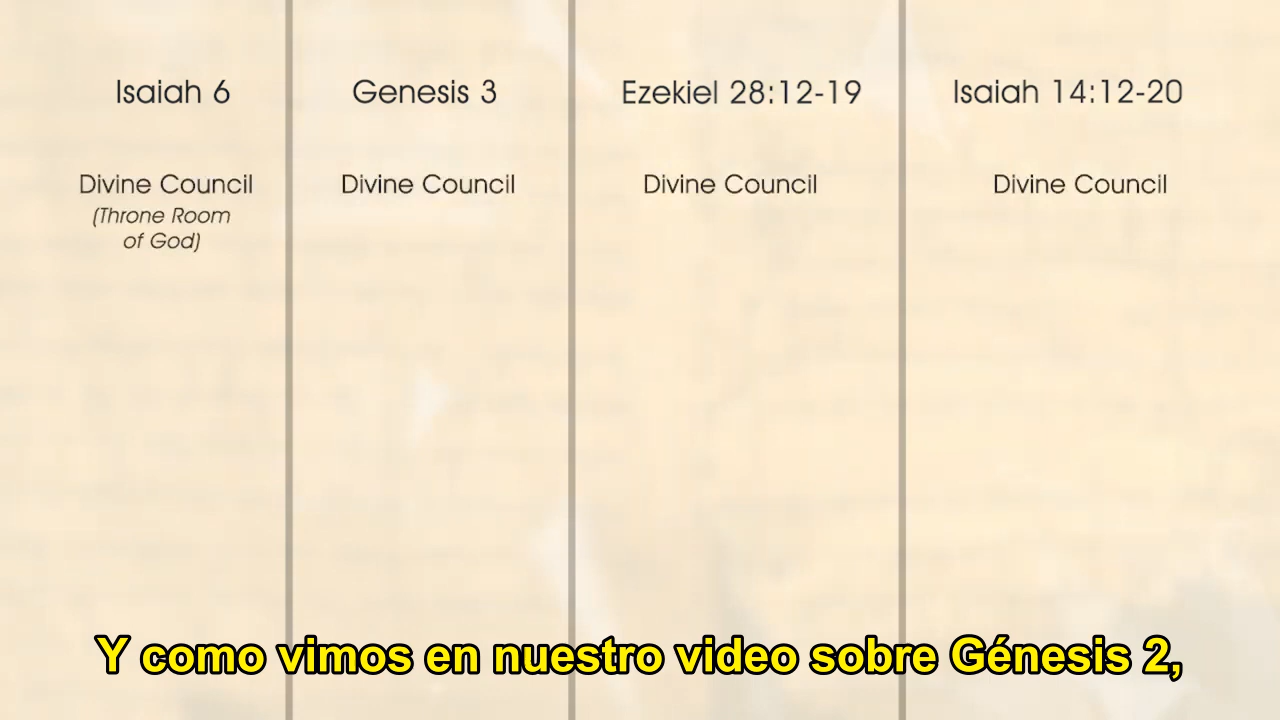 Isaiah 6
Genesis 3
Ezekiel 28:12-19
Isaiah 14:12-20
Divine Council
(Throne Room
of God)
Divine Council
Divine Council
Divine Council
Y como vimos en nuestro video sobre Génesis 2,